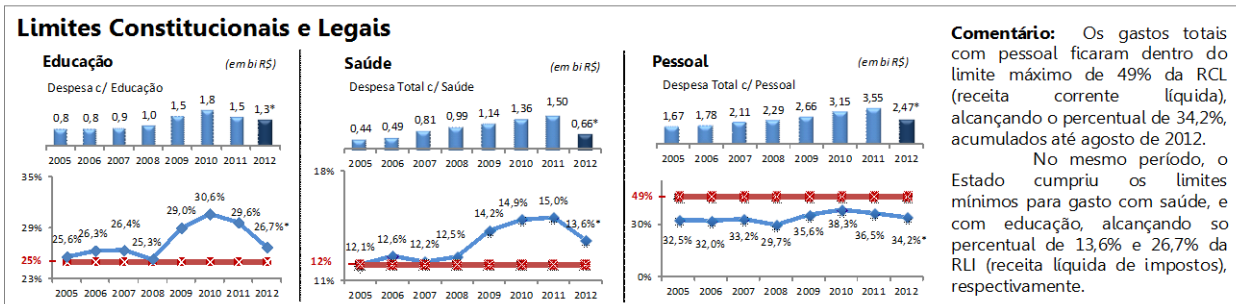 Limites Constitucionais e Legais
Educação (em bi R$)
Despesa c/ Educação
0,8 0,8 0,9 1,0 1,5 1,8 1,5 1,3*
2005 2006 2007 2008 2009 2010 2011 2012
35%
29%
25%
23%
25,6% 26,3% 26,4% 25,3% 29,0% 30,6% 29,6% 26,7%*
2005 2006 2007 2008 2009 2010 2011 2012
Saúde (em bi R$)
Despesa Total c/ Saúde
0,44 0,49 0,81 0,99 1,14 1,36 1,50 0,66*
2005 2006 2007 2008 2009 2010 2011 2012
18%
12%
11%
12,1% 12,6% 12,2% 12,5% 14,2% 14,9% 15,0% 13,6%*
2005 2006 2007 2008 2009 2010 2011 2012
Pessoal (em bi R$)
Despesa Total c/ Pessoal
1,67 1,78 2,11 2,29 2,66 3,15 3,55 2,47*
2005 2006 2007 2008 2009 2010 2011 2012
49%
30%
0%
32,5% 32,0% 33,2% 29,7% 35,6% 38,3% 36,5% 34,2%*
2005 2006 2007 2008 2009 2010 2011 2012
Comentário: Os gastos totais
com pessoal ficaram dentro do
limite máximo de 49% da RCL
(receita corrente líquida),
alcançando o percentual de 34,2%,
acumulados até agosto de 2012.
No mesmo período, o
Estado cumpriu os limites
mínimos para gasto com saúde, e
com educação, alcançando so
percentual de 13,6% e 26,7% da
RLI (receita líquida de impostos),
respectivamente.